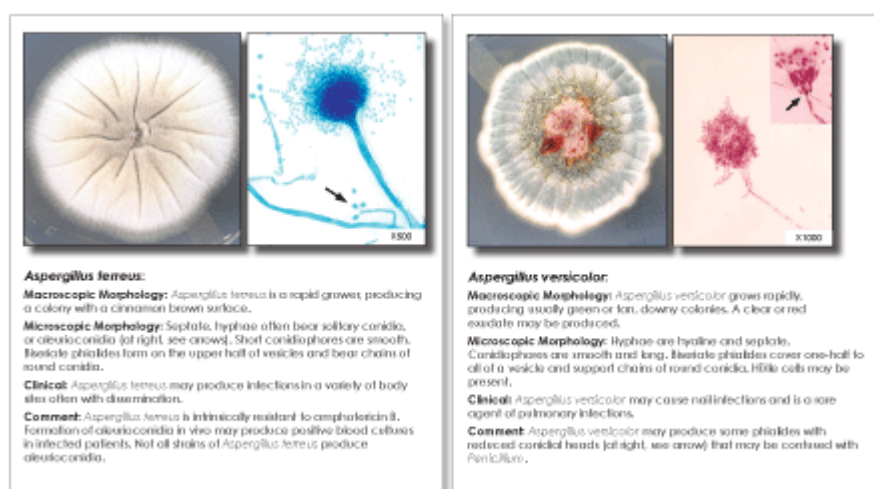 X500
X1000
Aspergillus terreus:
Macroscopic Morphology: Aspergillus terreus is a rapid grower, producing
a colony with a cinnamon brown surface.
Microscopic Morphology: Septate, hyphae often bear solitary conidia,
or aleurioconidia (at right, see arrows). Short conidiophores are smooth.
Biseriate phialides form on the upper half of vesicles and bear chains of
round conidia.
Clinical: Aspergillus terreus may produce infections in a variety of body
sites often with dissemination.
Comment: Aspergillus terreus is intrinsically resistant to amphotericin B.
Formation of aleurioconidia in vivo may produce positive blood cultures
in infected patients. Not all strains of Aspergillus terreus produce
aleurioconidia.
Aspergillus versicolor:
Macroscopic Morphology: Aspergillus versicolor grows rapidly,
producing usually green or tan, downy colonies. A clear or red
exudate may be produced.
Microscopic Morphology: Hyphae are hyaline and septate.
Conidiophores are smooth and long. Biseriate phialides cover one-half to
all of a vesicle and support chains of round conidia. Hülle cells may be
present.
Clinical: Aspergillus versicolor may cause nail infections and is a rare
agent of pulmonary infections.
Comment: Aspergillus versicolor may produce some phialides with
reduced conidial heads (at right, see arrow) that may be confused with
Penicillium.